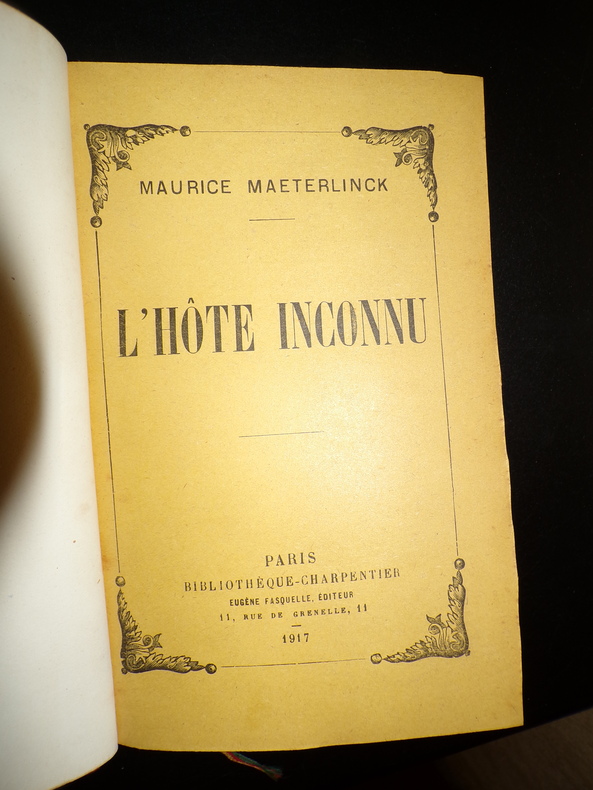 MAURICE MAETERLINCK
L'HÔTE INCONNU
PARIS
BIBLIOTHÈQUE-CHARPENTIER
EUGÈNE FASQUELLE, ÉDITEUR
11, RUE DE GRENELLE, 11
1917